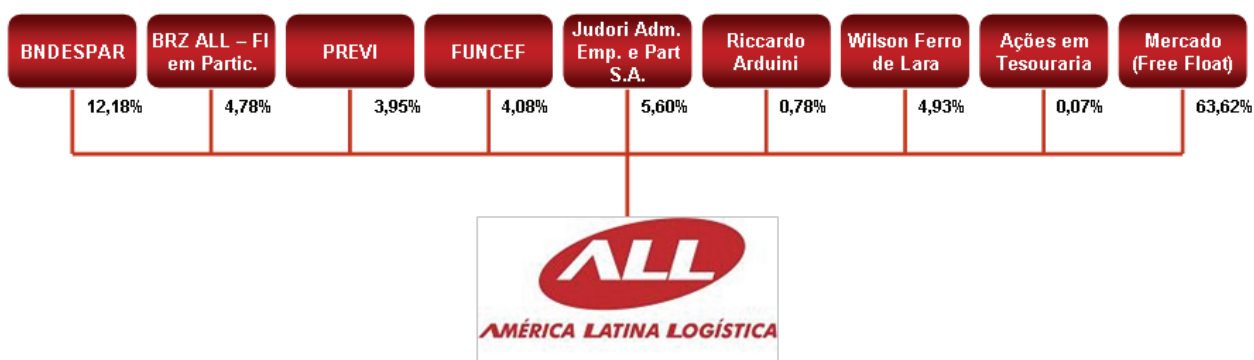 BNDESPAR
BRZ ALL – FI
em Partic.
PREVI
FUNCEF
Judori Adm.
Emp. e Part
S.A.
Riccardo
Arduini
Wilson Ferro
de Lara
Ações em
Tesouraria
Mercado
(Free Float)
12,18%
4,78%
3,95%
4,08%
5,60%
0,78%
4,93%
0,07%
63,62%
ALL
AMÉRICA LATINA LOGÍSTICA